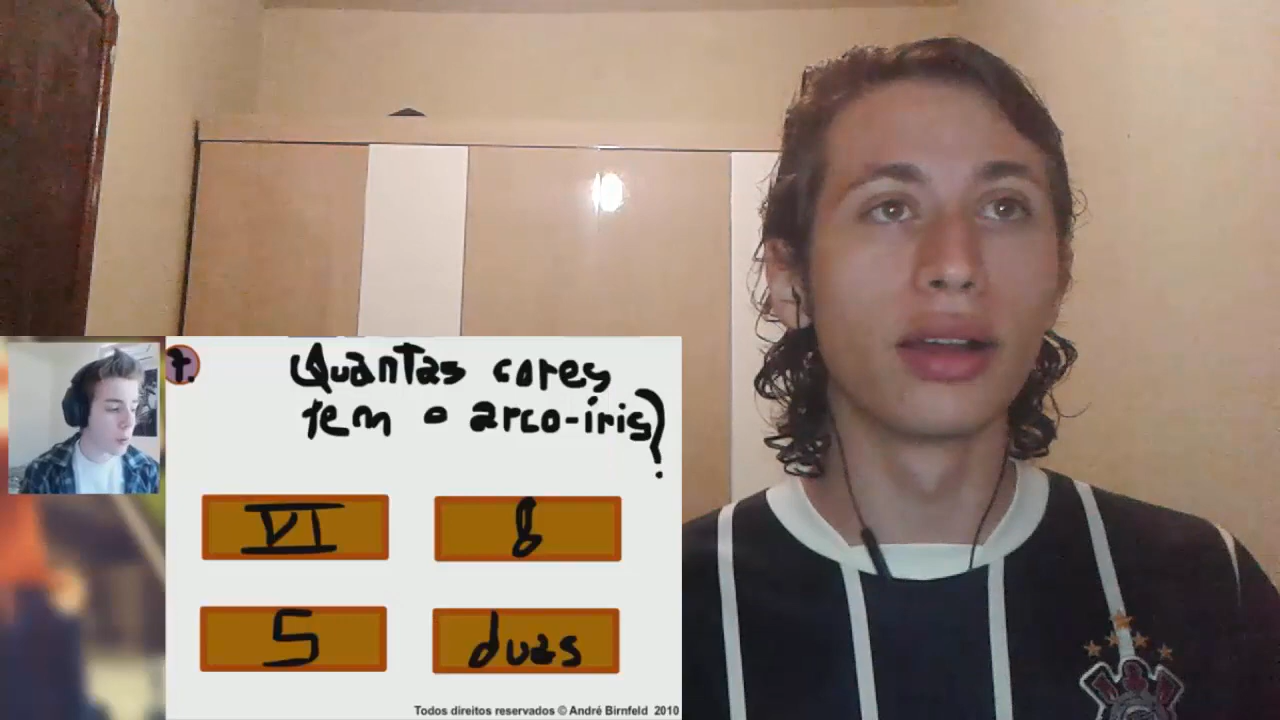 7.
Quantas cores
tem o arco-íris?
VI
8
5
duas
Todos direitos reservados © André Birnfeld 2010